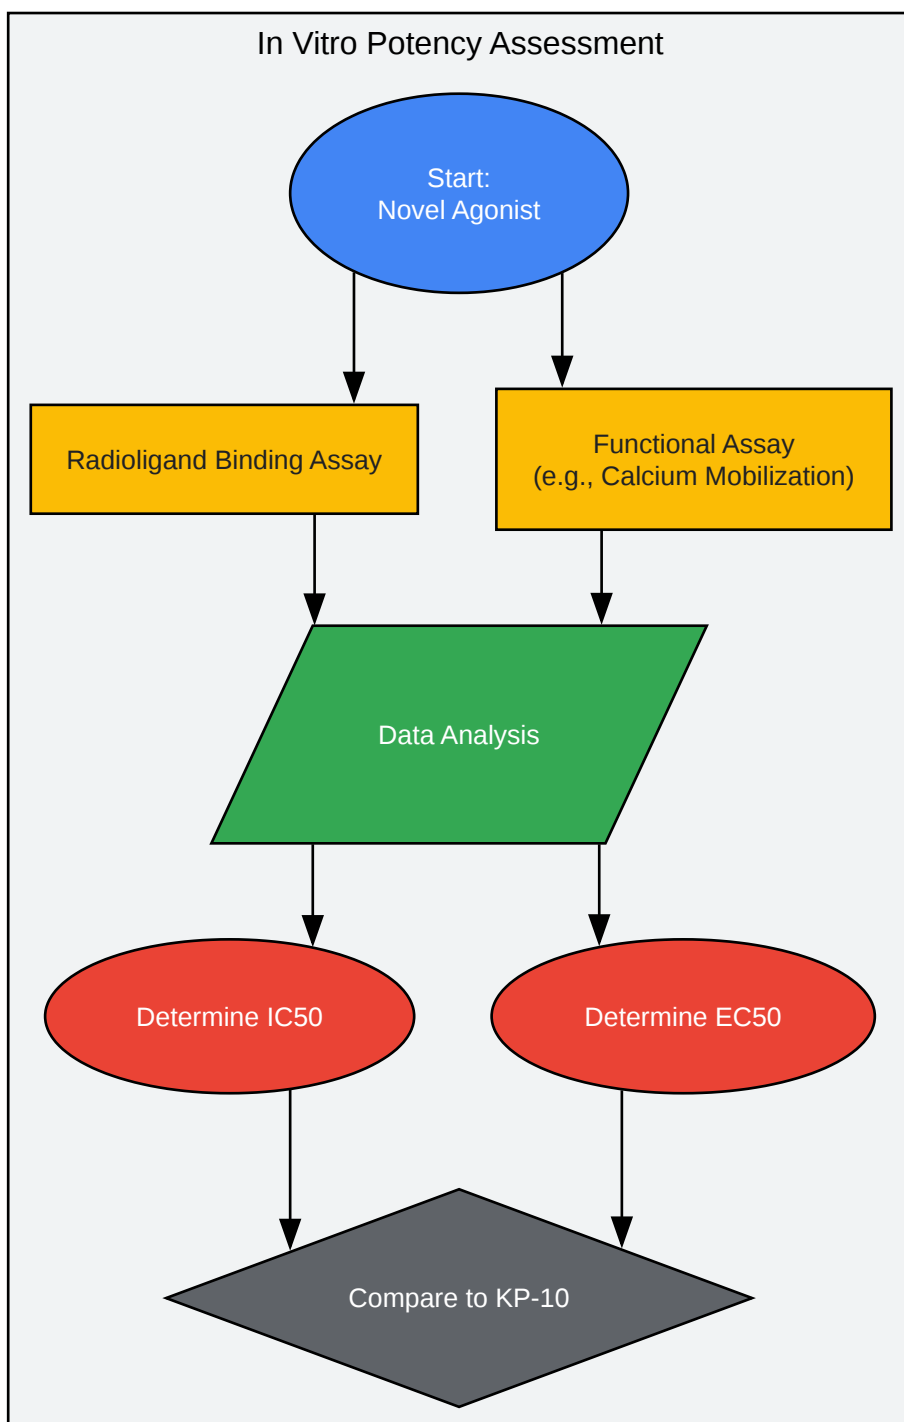 In Vitro Potency Assessment
Start:
Novel Agonist
Radioligand Binding Assay
Functional Assay
(e.g., Calcium Mobilization)
Data Analysis
Determine IC50
Determine EC50
Compare to KP-10